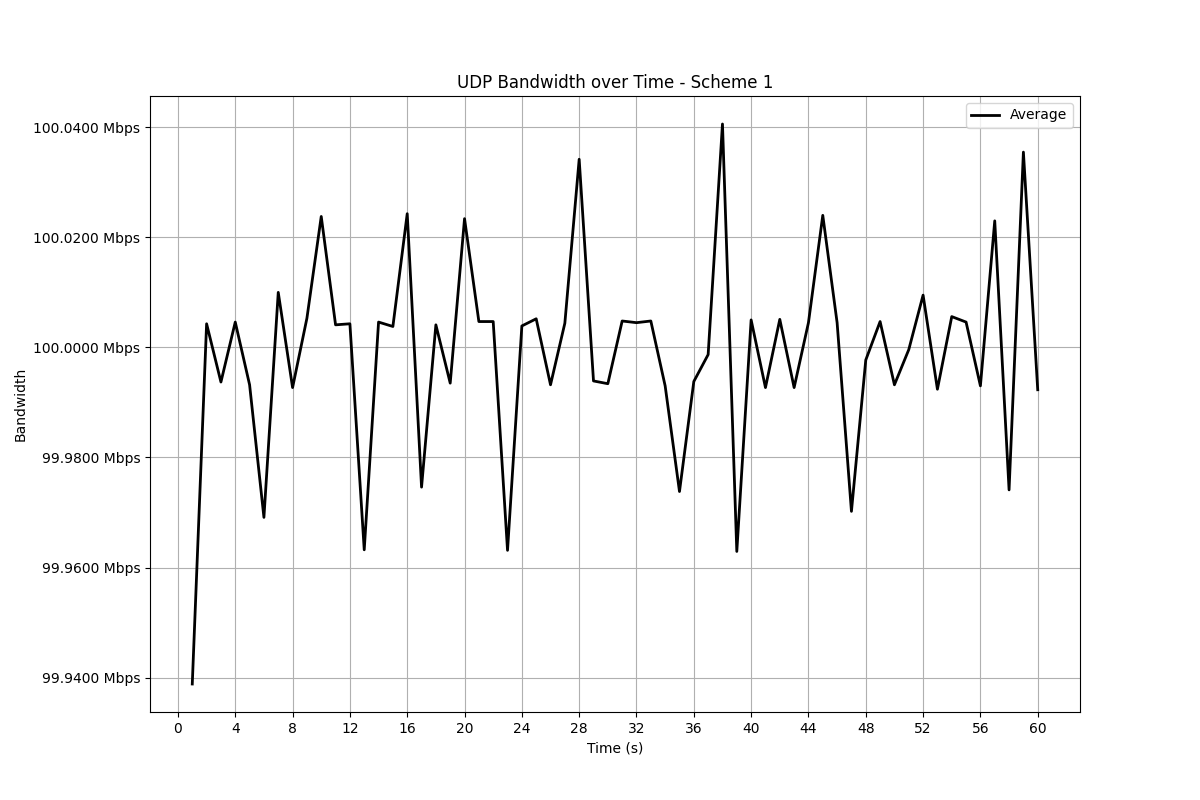 UDP Bandwidth over Time - Scheme 1
Average
100.0400 Mbps
100.0200 Mbps
100.0000 Mbps
99.9800 Mbps
99.9600 Mbps
99.9400 Mbps
Bandwidth
0 4 8 12 16 20 24 28 32 36 40 44 48 52 56 60
Time (s)